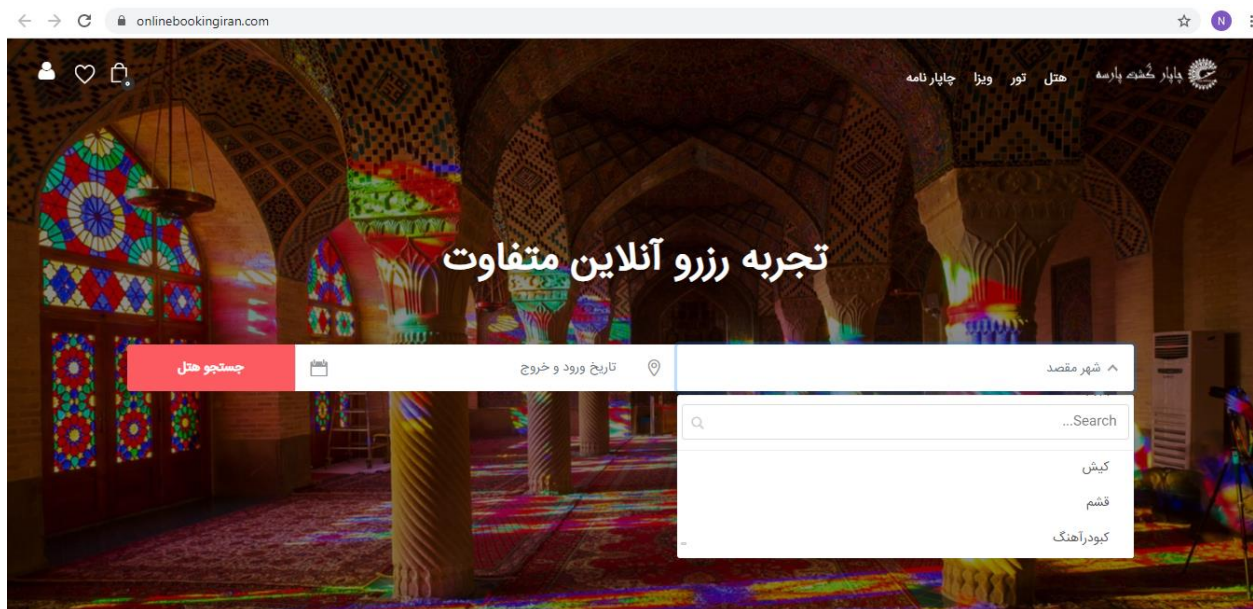 onlinebookingiran.com
N
چاپار گشت پارسه
هتل تور ویزا چاپار نامه
تجربه رزرو آنلاین متفاوت
شهر مقصد
تاریخ ورود و خروج
جستجو هتل
Search...
کیش
قشم
کبودرآهنگ